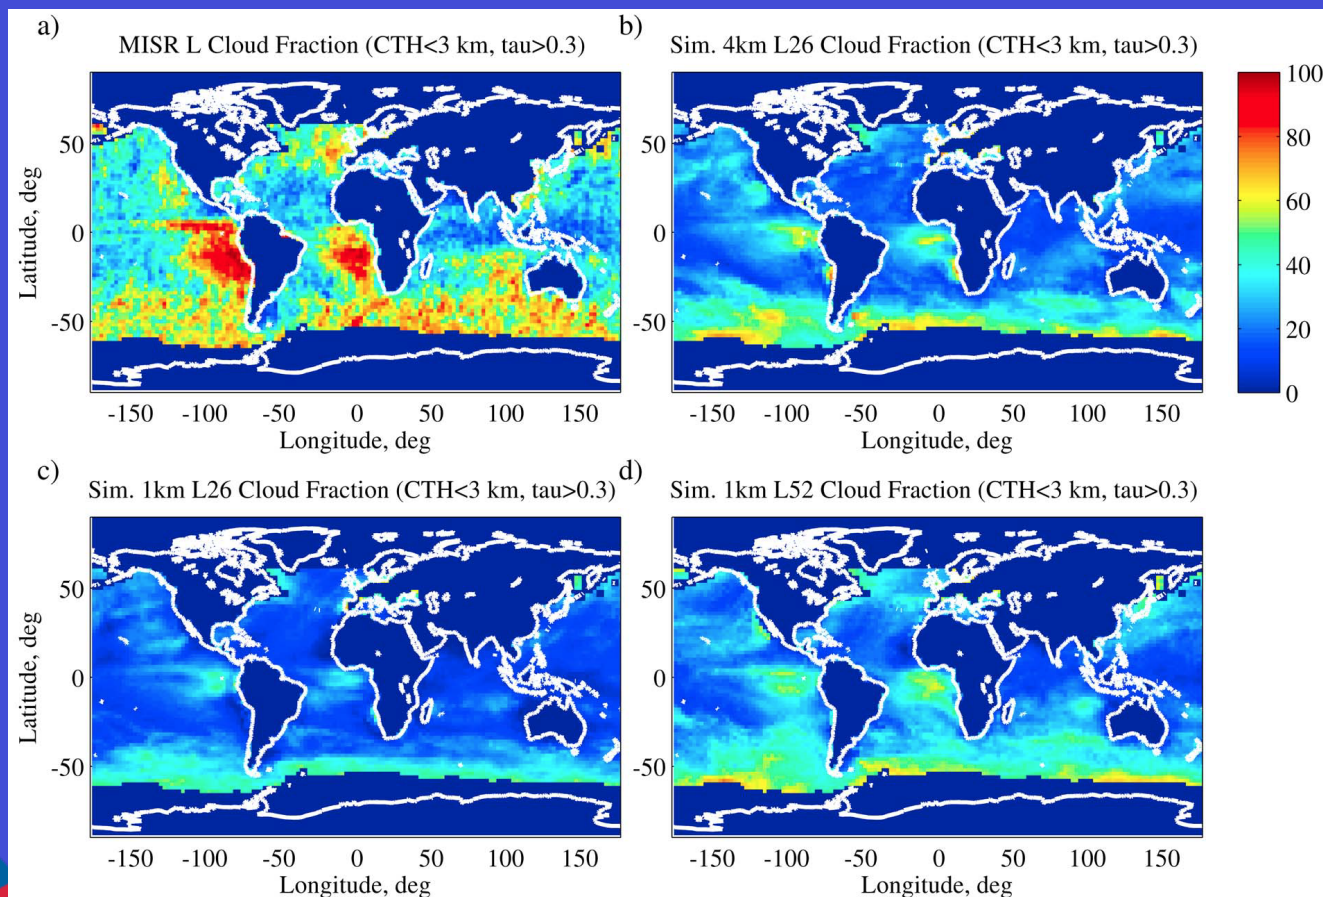 a)
MISR L Cloud Fraction (CTH<3 km, tau>0.3)
50
0
-50
Latitude, deg
-150 -100 -50 0 50 100 150
Longitude, deg
b)
Sim. 4km L26 Cloud Fraction (CTH<3 km, tau>0.3)
50
0
-50
-150 -100 -50 0 50 100 150
Longitude, deg
100
80
60
40
20
0
c)
Sim. 1km L26 Cloud Fraction (CTH<3 km, tau>0.3)
50
0
-50
Latitude, deg
-150 -100 -50 0 50 100 150
Longitude, deg
d)
Sim. 1km L52 Cloud Fraction (CTH<3 km, tau>0.3)
50
0
-50
-150 -100 -50 0 50 100 150
Longitude, deg